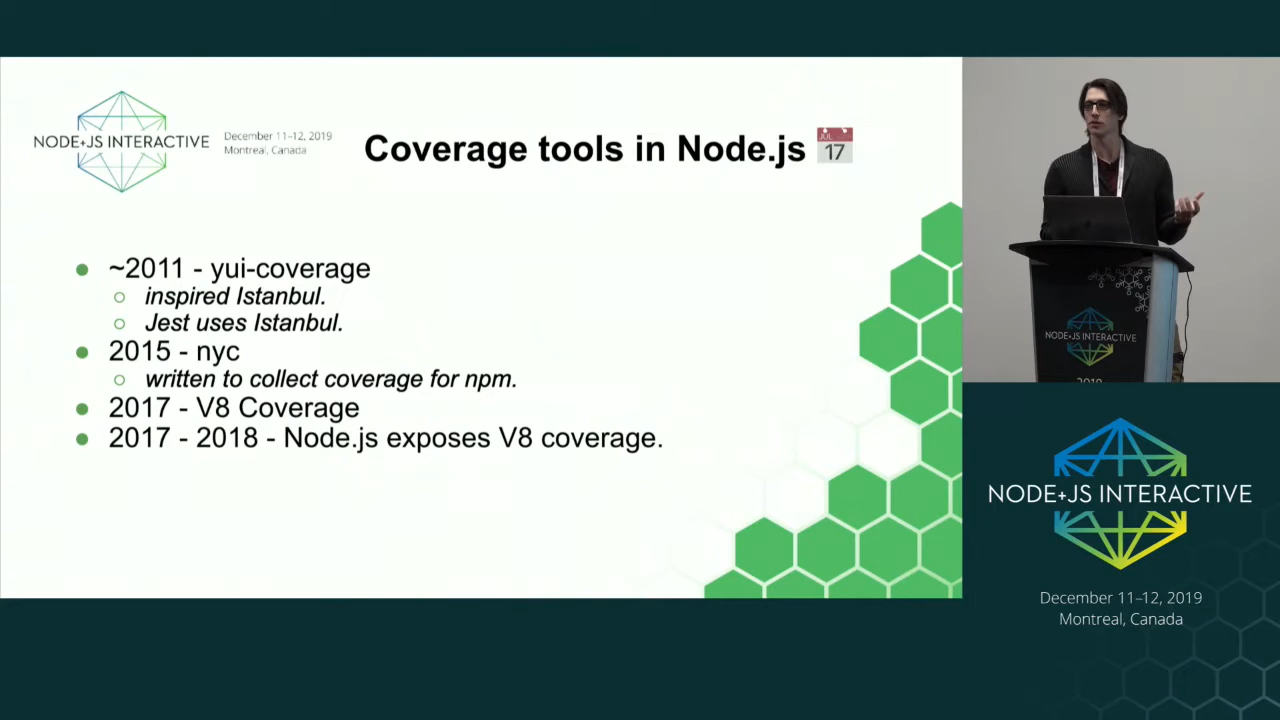 NODE+JS INTERACTIVE
December 11–12, 2019
Montreal, Canada
Coverage tools in Node.js
JUL
17
~2011 - yui-coverage
inspired Istanbul.
Jest uses Istanbul.
2015 - nyc
written to collect coverage for npm.
2017 - V8 Coverage
2017 - 2018 - Node.js exposes V8 coverage.
NODE+JS INTERACTIVE
NODE+JS INTERACTIVE
December 11–12, 2019
Montreal, Canada